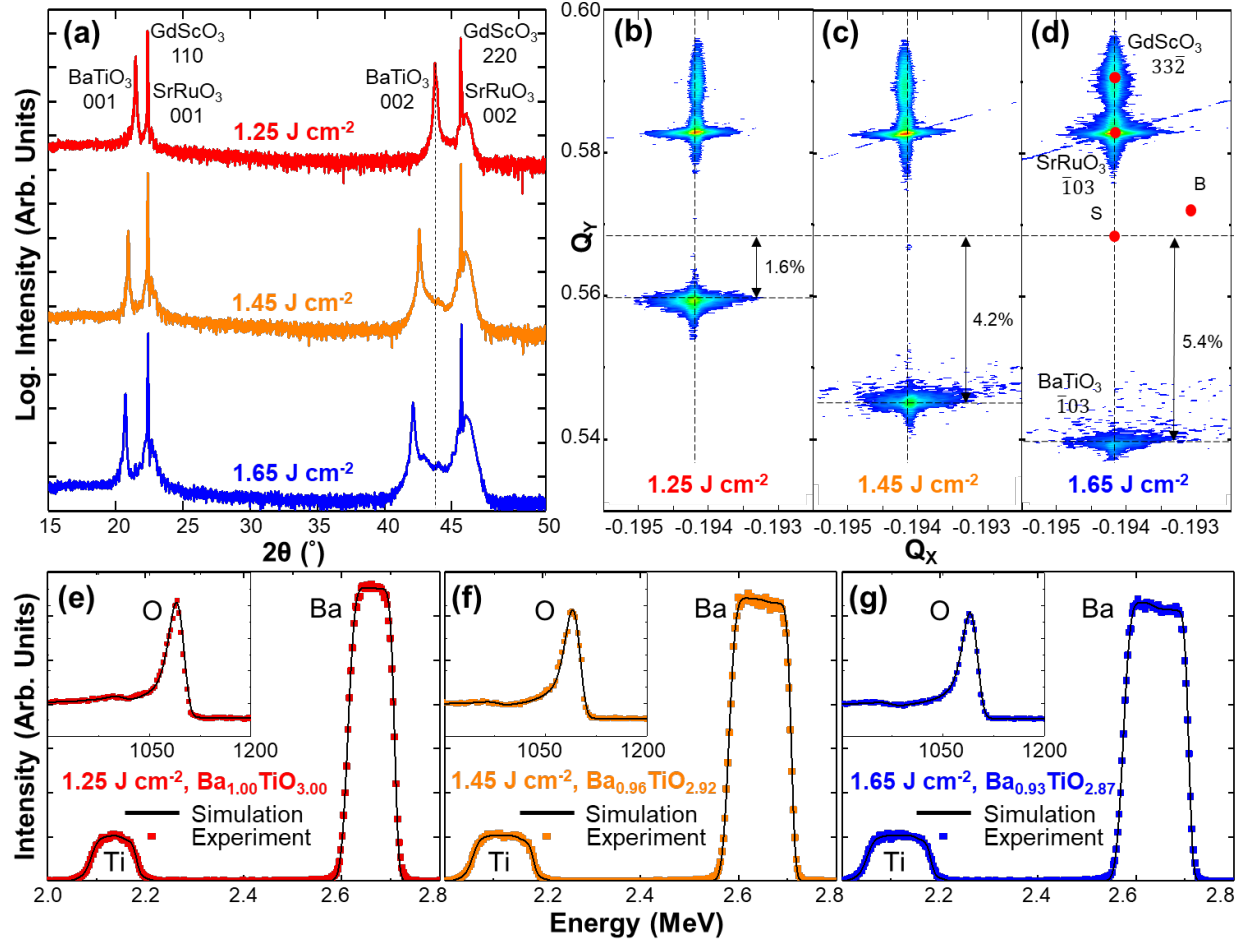 (a)
GdScO₃
110
BaTiO₃
001
SrRuO₃
001
GdScO₃
220
BaTiO₃
002
SrRuO₃
002
1.25 J cm⁻²
1.45 J cm⁻²
1.65 J cm⁻²
Log. Intensity (Arb. Units)
15 20 25 30 35 40 45 50
2θ (°)
(b)
0.60
0.58
0.56
0.54
Q_Y
1.6%
1.25 J cm⁻²
-0.195 -0.194 -0.193
(c)
4.2%
1.45 J cm⁻²
-0.195 -0.194 -0.193
Q_X
(d)
GdScO₃
332̄
SrRuO₃
1̄03
B
S
5.4%
BaTiO₃
1̄03
1.65 J cm⁻²
-0.195 -0.194 -0.193
Intensity (Arb. Units)
(e)
O
Ba
1050 1200
1.25 J cm⁻², Ba₁.₀₀TiO₃.₀₀
Simulation
Experiment
Ti
2.0 2.2 2.4 2.6 2.8
(f)
O
Ba
1050 1200
1.45 J cm⁻², Ba₀.₉₆TiO₂.₉₂
Simulation
Experiment
Ti
2.2 2.4 2.6 2.8
(g)
O
Ba
1050 1200
1.65 J cm⁻², Ba₀.₉₃TiO₂.₈₇
Simulation
Experiment
Ti
2.2 2.4 2.6 2.8
Energy (MeV)